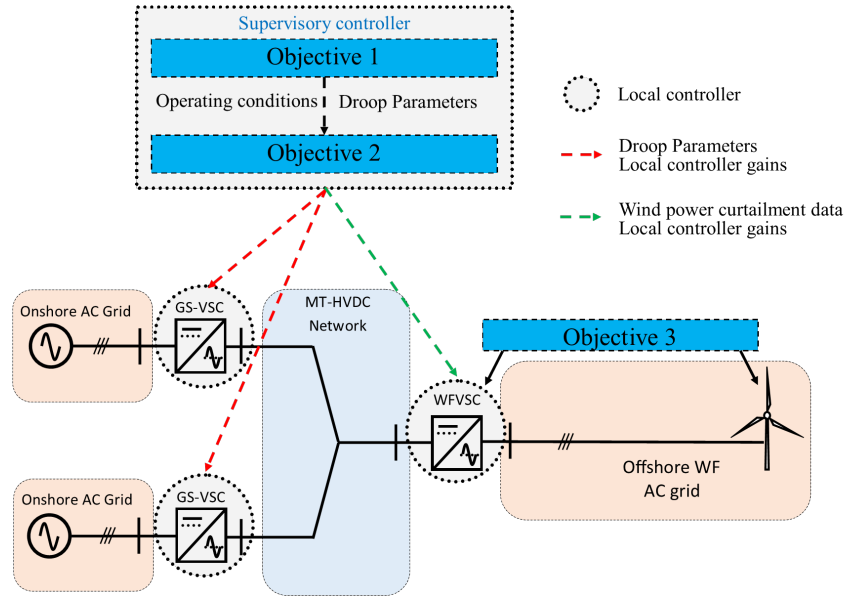 Supervisory controller
Objective 1
Operating conditions
Droop Parameters
Objective 2
Local controller
Droop Parameters
Local controller gains
Wind power curtailment data
Local controller gains
Onshore AC Grid
GS-VSC
MT-HVDC
Network
Objective 3
WFVSC
Offshore WF
AC grid
Onshore AC Grid
GS-VSC